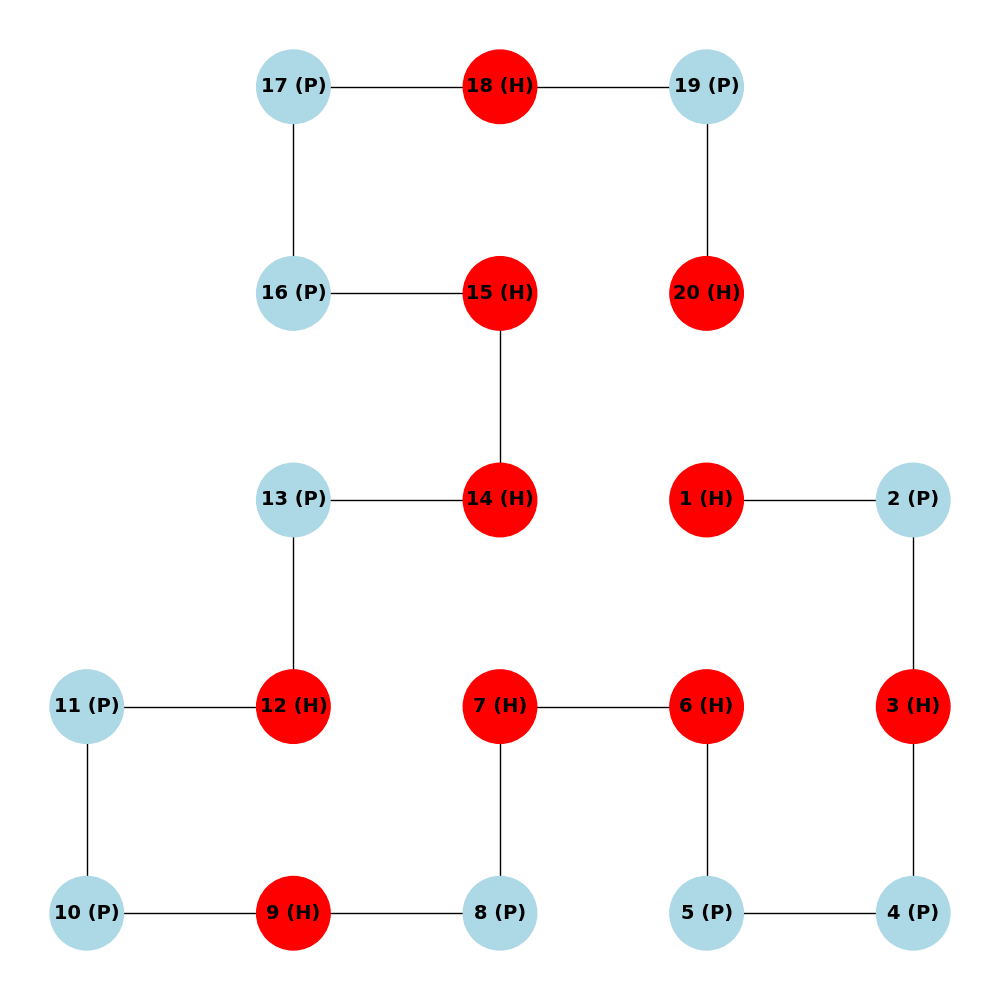 17 (P) 18 (H) 19 (P)
16 (P) 15 (H) 20 (H)
13 (P) 14 (H) 1 (H) 2 (P)
11 (P) 12 (H) 7 (H) 6 (H) 3 (H)
10 (P) 9 (H) 8 (P) 5 (P) 4 (P)